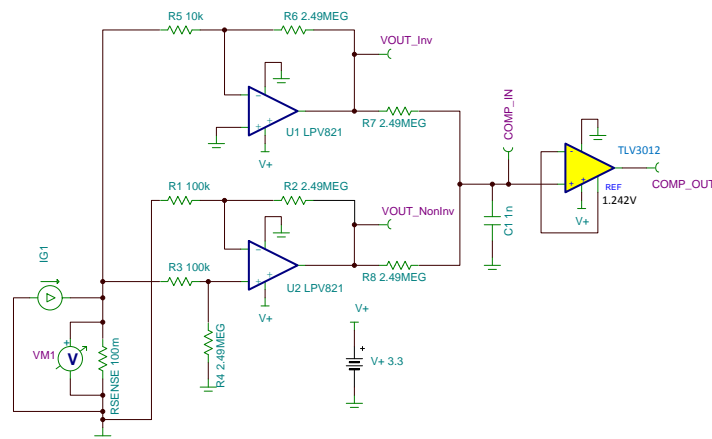 R5 10k
R6 2.49MEG
VOUT_Inv
U1 LPV821
R7 2.49MEG
V+
COMP_IN
TLV3012
REF
1.242V
COMP_OUT
V+
C1 1n
R1 100k
R2 2.49MEG
VOUT_NonInv
R3 100k
U2 LPV821
R8 2.49MEG
V+
R4 2.49MEG
IG1
VM1
V
+
RSENSE 100m
V+
+
V+ 3.3